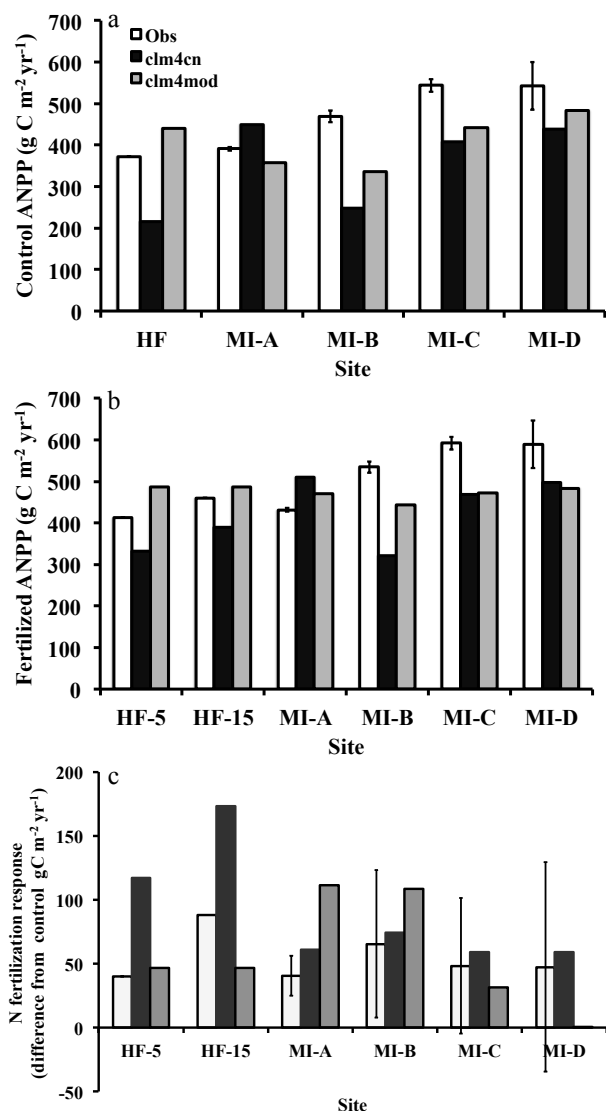 a
Obs
clm4cn
clm4mod
Control ANPP (g C m⁻² yr⁻¹)
700
600
500
400
300
200
100
0
HF MI-A MI-B MI-C MI-D
Site
b
Fertilized ANPP (g C m⁻² yr⁻¹)
700
600
500
400
300
200
100
0
HF-5 HF-15 MI-A MI-B MI-C MI-D
Site
c
N fertilization response
(difference from control gC m⁻² yr⁻¹)
200
150
100
50
0
-50
HF-5 HF-15 MI-A MI-B MI-C MI-D
Site